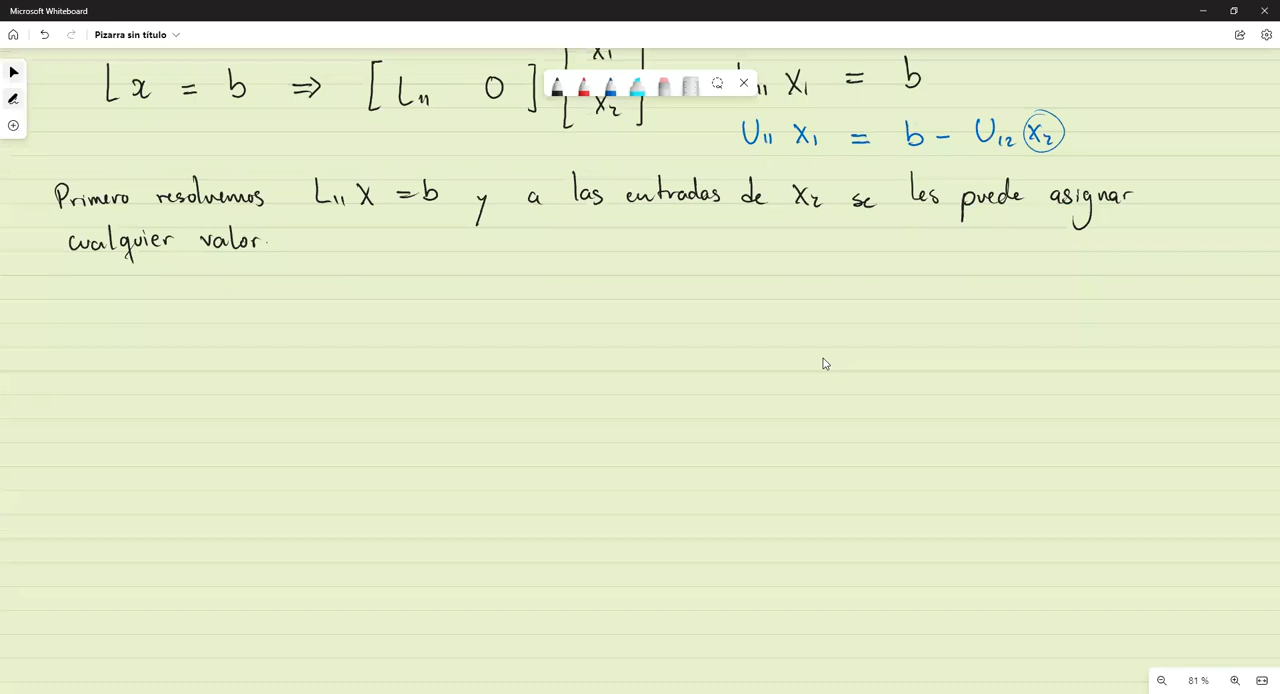 Microsoft Whiteboard
Pizarra sin título
Lx = b ⇒ [L₁₁ 0] [x₁ x₂] L₁₁ x₁ = b
U₁₁ x₁ = b - U₁₂ x₂
Primero resolvemos L₁₁ X = b y a las entradas de x₂ se les puede asignar
cualquier valor.
81 %